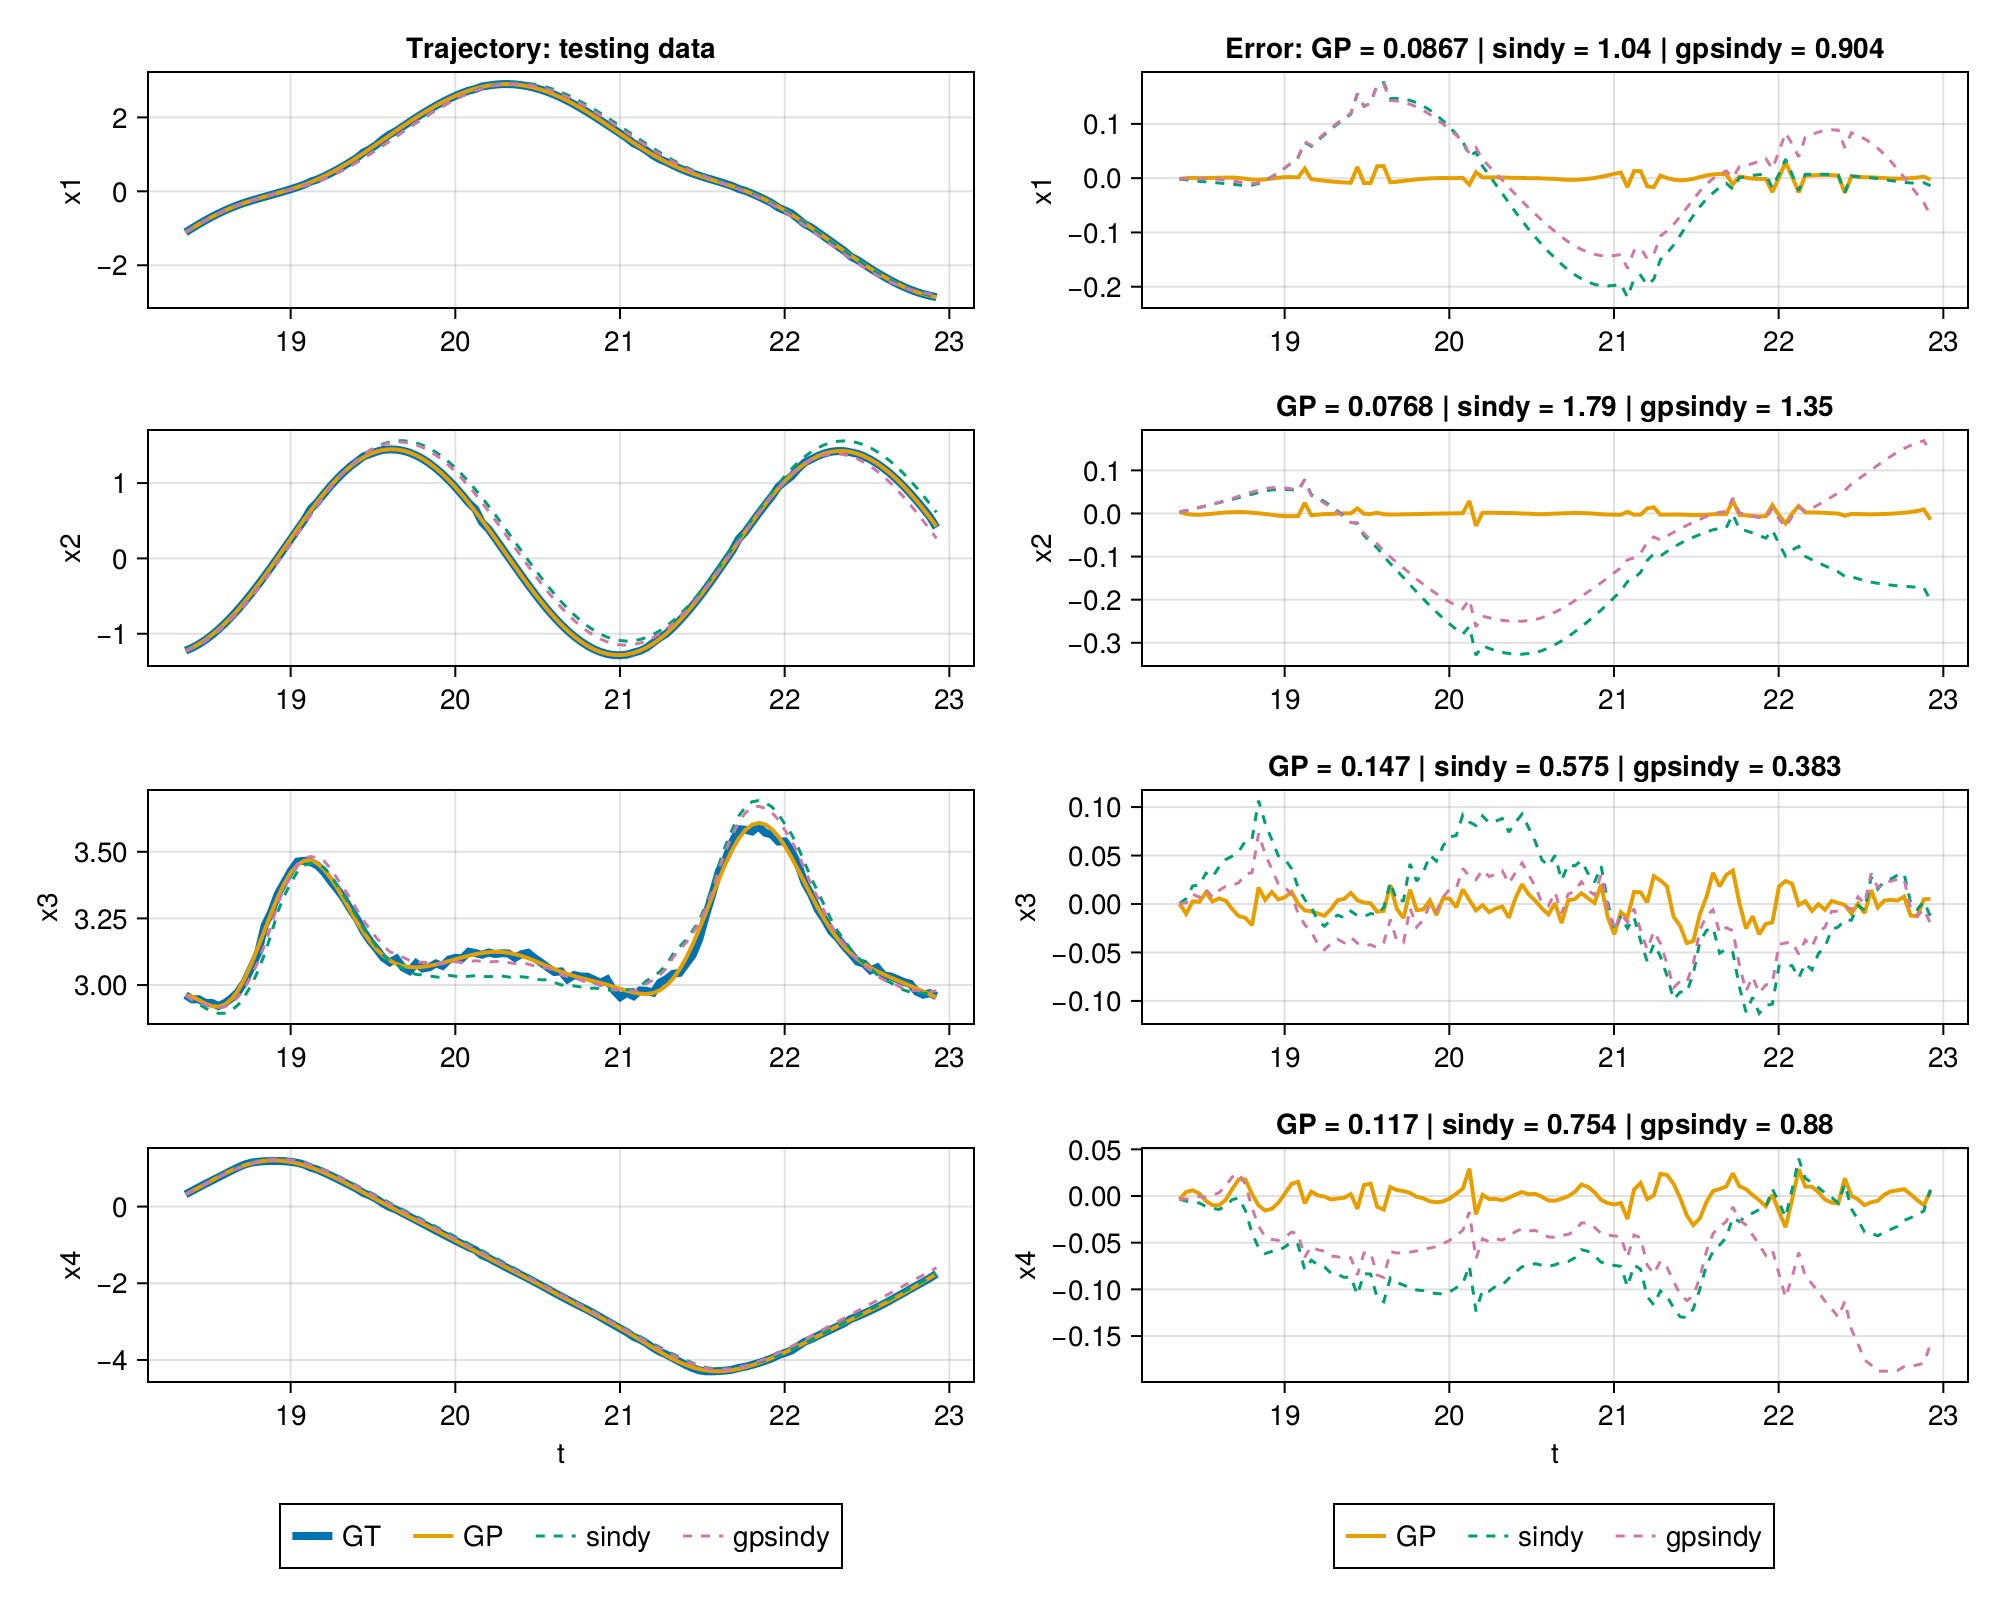 Trajectory: testing data
2
0
−2
x1
19 20 21 22 23
Error: GP = 0.0867 | sindy = 1.04 | gpsindy = 0.904
0.1
0.0
−0.1
−0.2
x1
19 20 21 22 23
1
0
−1
x2
19 20 21 22 23
GP = 0.0768 | sindy = 1.79 | gpsindy = 1.35
0.1
0.0
−0.1
−0.2
−0.3
x2
19 20 21 22 23
3.50
3.25
3.00
x3
19 20 21 22 23
GP = 0.147 | sindy = 0.575 | gpsindy = 0.383
0.10
0.05
0.00
−0.05
−0.10
x3
19 20 21 22 23
0
−2
−4
x4
19 20 21 22 23
t
GP = 0.117 | sindy = 0.754 | gpsindy = 0.88
0.05
0.00
−0.05
−0.10
−0.15
x4
19 20 21 22 23
t
GT GP sindy gpsindy
GP sindy gpsindy